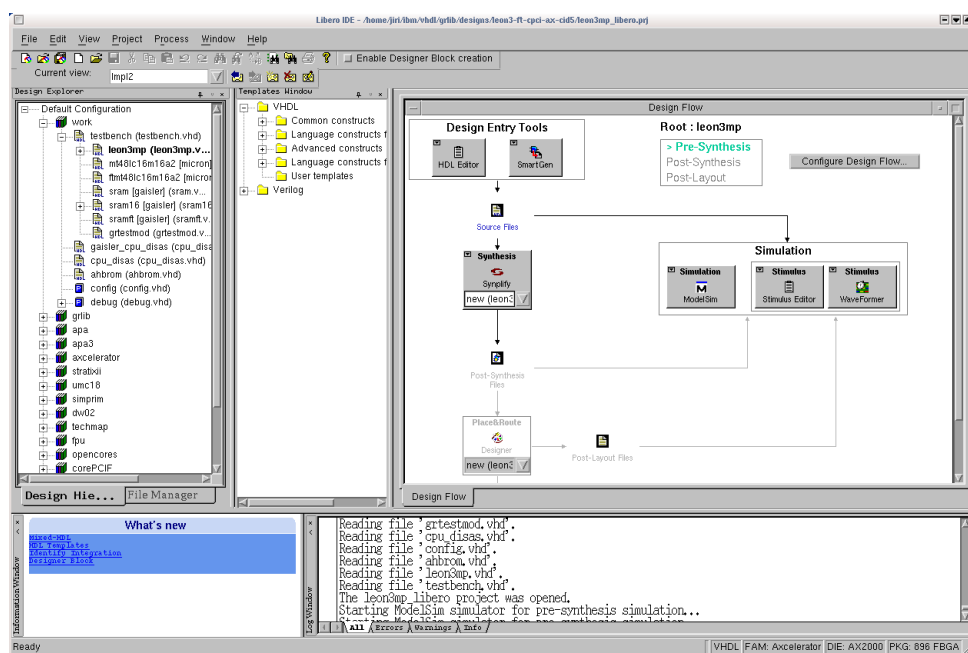 Libero IDE - /home/jiri/ibm/vhdl/grlib/designs/leon3-ft-cpci-ax-cid5/leon3mp_libero.prj
File Edit View Project Process Window Help
Enable Designer Block creation
Current view: Impl2
Design Explorer
Default Configuration
work
testbench (testbench.vhd)
leon3mp (leon3mp.v...
mt48lc16m16a2 [micron]
ftmt48lc16m16a2 [micror
sram [gaisler] (sram.v...
sram16 [gaisler] (sram16
sramft [gaisler] (sramft.v.
grtestmod (grtestmod.v...
gaisler_cpu_disas (cpu_disa
cpu_disas (cpu_disas.vhd)
ahbrom (ahbrom.vhd)
config (config.vhd)
debug (debug.vhd)
grlib
apa
apa3
axcelerator
stratixii
umc18
simprim
dw02
techmap
fpu
opencores
corePCIF
Design Hie... File Manager
Templates Window
VHDL
Common constructs
Language constructs f
Advanced constructs
Language constructs f
User templates
Verilog
Design Flow
Design Entry Tools
HDL Editor
SmartGen
Root : leon3mp
> Pre-Synthesis
Post-Synthesis
Post-Layout
Configure Design Flow...
Source Files
Synthesis
Synplify
new (leon3
Simulation
Simulation
ModelSim
Stimulus
Stimulus Editor
Stimulus
WaveFormer
Post-Synthesis
Files
Place&Route
Designer
new (leon3
Post-Layout Files
Design Flow
Information Window
What's new
Mixed-HDL
HDL Templates
Identify Integration
Designer Block
Log Window
Reading file 'grtestmod.vhd'.
Reading file 'cpu_disas.vhd'.
Reading file 'config.vhd'.
Reading file 'ahbrom.vhd'.
Reading file 'leon3mp.vhd'.
Reading file 'testbench.vhd'.
The leon3mp_libero project was opened.
Starting ModelSim simulator for pre-synthesis simulation...
Starting ModelSim simulator for pre-synthesis simulation
All Errors Warnings Info
Ready
VHDL FAM: Axcelerator DIE: AX2000 PKG: 896 FBGA